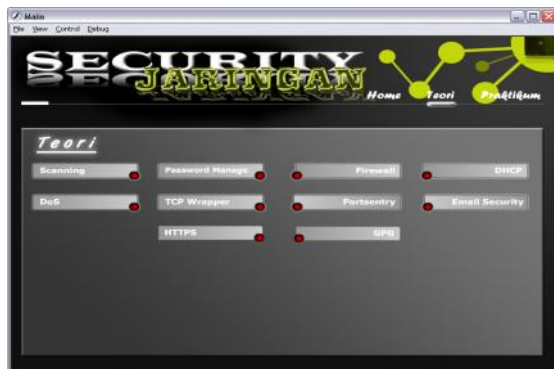 Malin
File View Control Debug
SECURITY
JARINGAN
Home Teori Praktikum
Teori
Scanning Password Manage Firewall DHCP
DoS TCP Wrapper Portsentry Email Security
HTTPS GPG